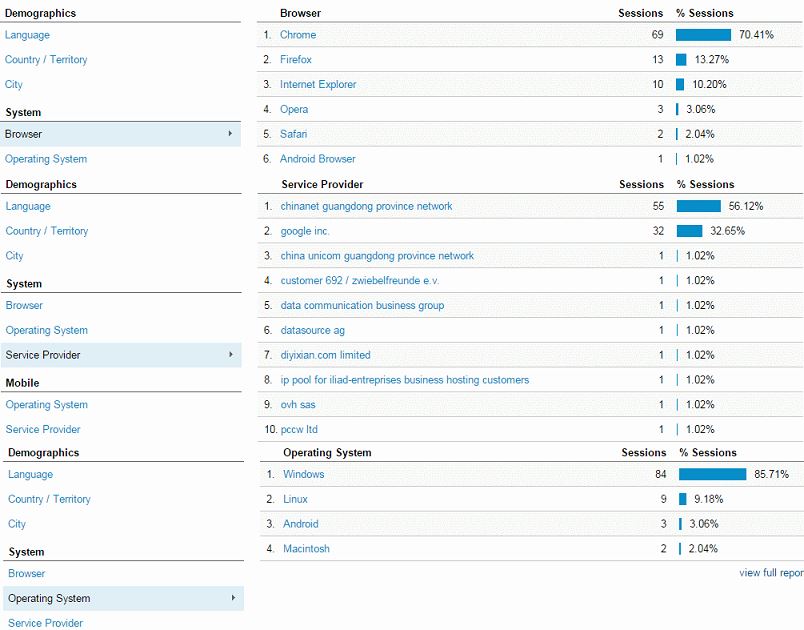 Demographics Browser Sessions % Sessions
Language 1. Chrome 69 70.41%
Country / Territory 2. Firefox 13 13.27%
City 3. Internet Explorer 10 10.20%
System 4. Opera 3 3.06%
Browser 5. Safari 2 2.04%
Operating System 6. Android Browser 1 1.02%
Demographics Service Provider Sessions % Sessions
Language 1. chinanet guangdong province network 55 56.12%
Country / Territory 2. google inc. 32 32.65%
City 3. china unicom guangdong province network 1 1.02%
System 4. customer 692 / zwiebelfreunde e.v. 1 1.02%
Browser 5. data communication business group 1 1.02%
Operating System 6. datasource ag 1 1.02%
Service Provider 7. diyixian.com limited 1 1.02%
Mobile 8. ip pool for iliad-entreprises business hosting customers 1 1.02%
Operating System 9. ovh sas 1 1.02%
Service Provider 10. pccw ltd 1 1.02%
Demographics Operating System Sessions % Sessions
Language 1. Windows 84 85.71%
Country / Territory 2. Linux 9 9.18%
City 3. Android 3 3.06%
System 4. Macintosh 2 2.04%
Browser view full repor
Operating System
Service Provider